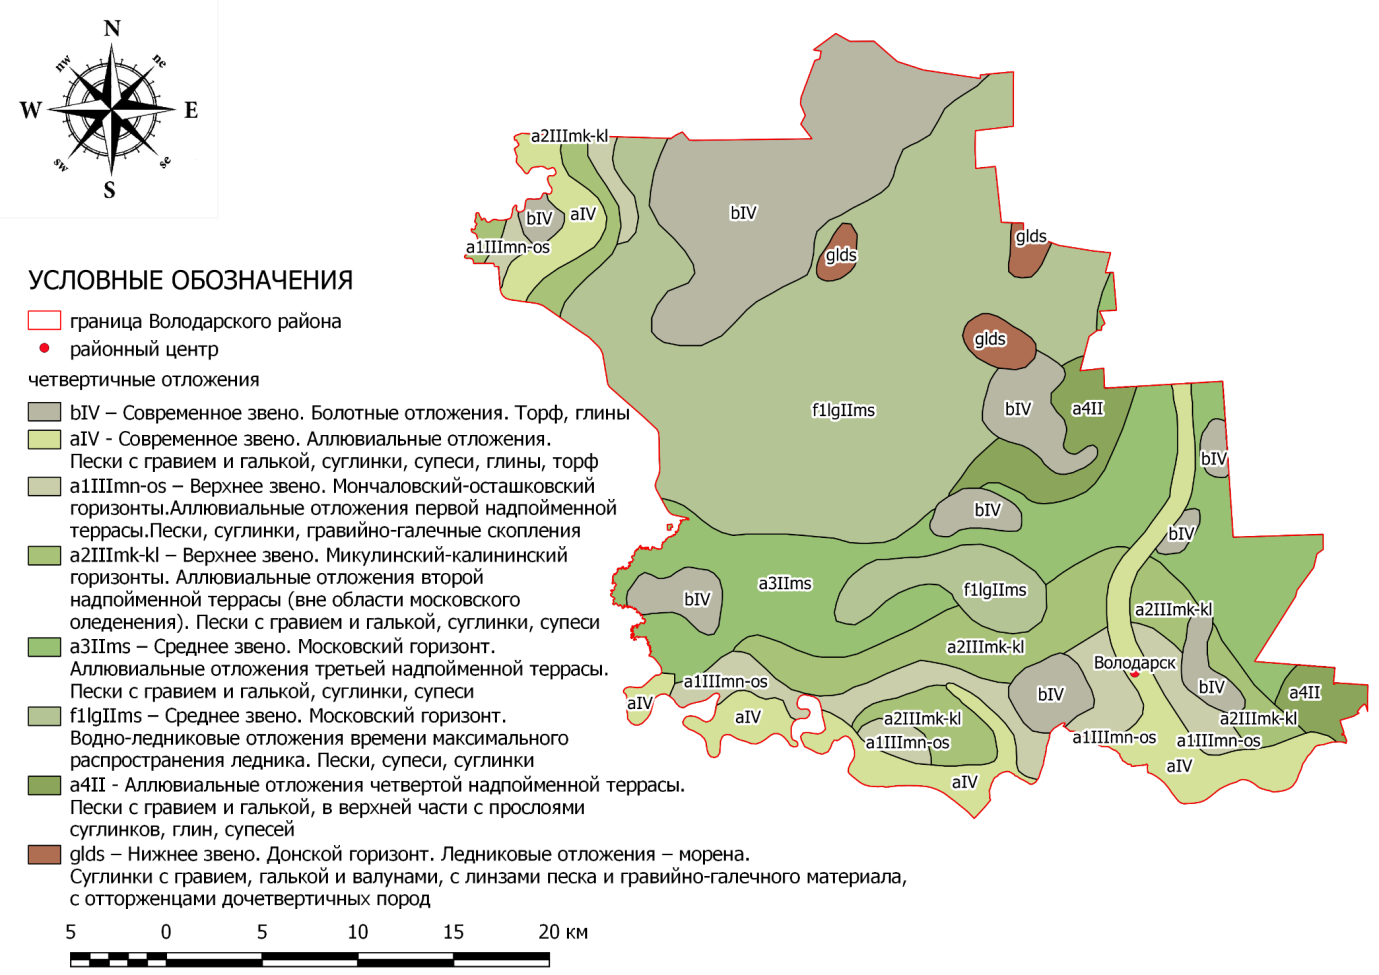 N
nw
ne
W
E
sw
se
S
a2IIImk-kl
bIV
aIV
bIV
a1IIImn-os
glds
glds
glds
bIV
a4II
f1lgIIms
bIV
bIV
bIV
a3IIms
f1lgIIms
bIV
a2IIImk-kl
a2IIImk-kl
Володарск
a1IIImn-os
bIV
bIV
a4II
aIV
aIV
a2IIImk-kl
a2IIImk-kl
a1IIImn-os
a1IIImn-os
a1IIImn-os
aIV
aIV
УСЛОВНЫЕ ОБОЗНАЧЕНИЯ
граница Володарского района
районный центр
четвертичные отложения
bIV – Современное звено. Болотные отложения. Торф, глины
aIV - Современное звено. Аллювиальные отложения.
Пески с гравием и галькой, суглинки, супеси, глины, торф
a1IIImn-os – Верхнее звено. Мончаловский-осташковский
горизонты.Аллювиальные отложения первой надпойменной
террасы.Пески, суглинки, гравийно-галечные скопления
a2IIImk-kl – Верхнее звено. Микулинский-калининский
горизонты. Аллювиальные отложения второй
надпойменной террасы (вне области московского
оледенения). Пески с гравием и галькой, суглинки, супеси
a3IIms – Среднее звено. Московский горизонт.
Аллювиальные отложения третьей надпойменной террасы.
Пески с гравием и галькой, суглинки, супеси
f1lgIIms – Среднее звено. Московский горизонт.
Водно-ледниковые отложения времени максимального
распространения ледника. Пески, супеси, суглинки
a4II - Аллювиальные отложения четвертой надпойменной террасы.
Пески с гравием и галькой, в верхней части с прослоями
суглинков, глин, супесей
glds – Нижнее звено. Донской горизонт. Ледниковые отложения – морена.
Суглинки с гравием, галькой и валунами, с линзами песка и гравийно-галечного материала,
с отторженцами дочетвертичных пород
5 0 5 10 15 20 км